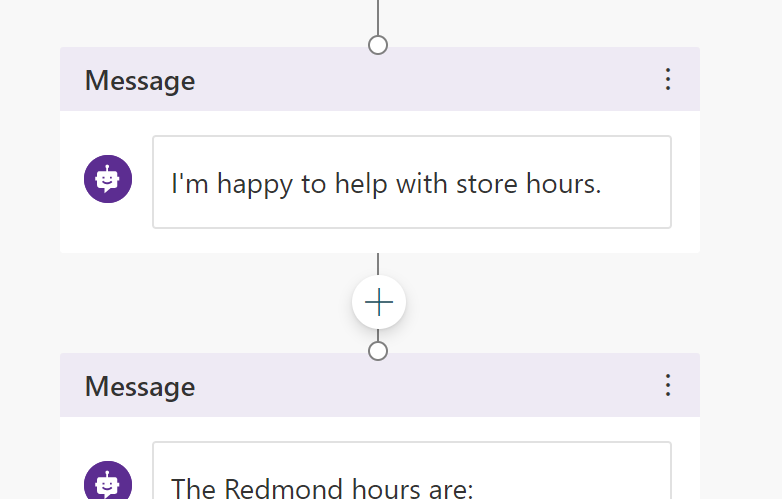 Message
I'm happy to help with store hours.
Message
The Redmond hours are: